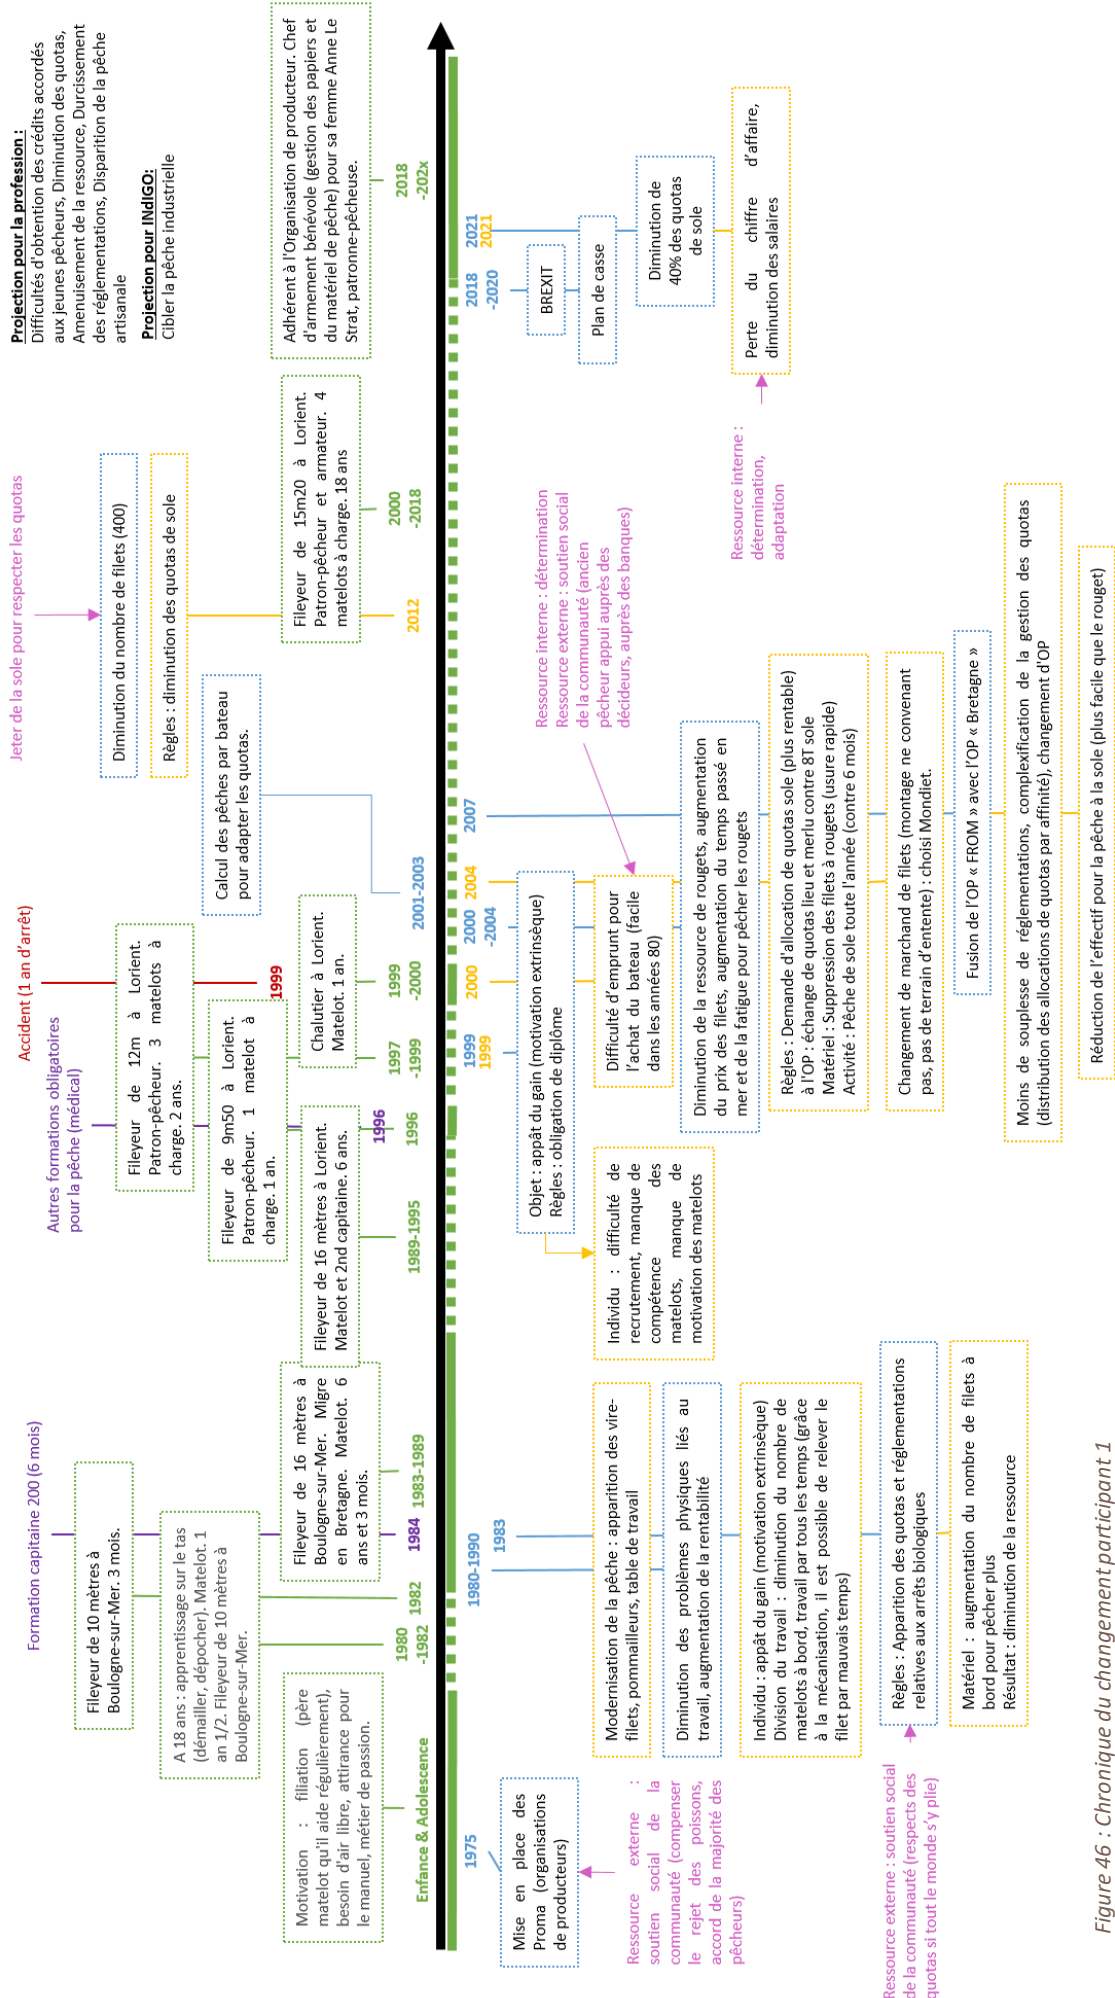 Projection pour la profession :
Difficultés d'obtention des crédits accordés
aux jeunes pêcheurs, Diminution des quotas,
Amenuisement de la ressource, Durcissement
des réglementations, Disparition de la pêche
artisanale
Projection pour INdIGO:
Cibler la pêche industrielle
Formation capitaine 200 (6 mois)
Autres formations obligatoires
pour la pêche (médical)
Accident (1 an d'arrêt)
Jeter de la sole pour respecter les quotas
Fileyeur de 10 mètres à
Boulogne-sur-Mer. 3 mois.
A 18 ans : apprentissage sur le tas
(démailler, dépocher). Matelot. 1
an 1/2. Fileyeur de 10 mètres à
Boulogne-sur-Mer.
Motivation : filiation (père
matelot qu'il aide régulièrement),
besoin d'air libre, attirance pour
le manuel, métier de passion.
Fileyeur de 16 mètres à
Boulogne-sur-Mer. Migre
en Bretagne. Matelot. 6
ans et 3 mois.
Fileyeur de 16 mètres à Lorient.
Matelot et 2nd capitaine. 6 ans.
Fileyeur de 9m50 à Lorient.
Patron-pêcheur. 1 matelot à
charge. 1 an.
Fileyeur de 12m à Lorient.
Patron-pêcheur. 3 matelots à
charge. 2 ans.
Chalutier à Lorient.
Matelot. 1 an.
Calcul des pêches par bateau
pour adapter les quotas.
Diminution du nombre de filets (400)
Règles : diminution des quotas de sole
Fileyeur de 15m20 à Lorient.
Patron-pêcheur et armateur. 4
matelots à charge. 18 ans
Adhérent à l'Organisation de producteur. Chef
d'armement bénévole (gestion des papiers et
du matériel de pêche) pour sa femme Anne Le
Strat, patronne-pêcheuse.
Enfance & Adolescence
1980
-1982
1982
1984
1983-1989
1989-1995
1996
1996
1997
-1999
1999
1999
-2000
2001-2003
2012
2000
-2018
2018
-202x
1975
1980-1990
1983
1999
1999
2000
2000
-2004
2004
2007
2018
-2020
2021
2021
Mise en place des
Proma (organisations
de producteurs)
Ressource externe :
soutien social de la
communauté (compenser
le rejet des poissons,
accord de la majorité des
pêcheurs)
Modernisation de la pêche : apparition des vire-
filets, pommailleurs, table de travail
Diminution des problèmes physiques liés au
travail, augmentation de la rentabilité
Individu : appât du gain (motivation extrinsèque)
Division du travail : diminution du nombre de
matelots à bord, travail par tous les temps (grâce
à la mécanisation, il est possible de relever le
filet par mauvais temps)
Règles : Apparition des quotas et réglementations
relatives aux arrêts biologiques
Ressource externe : soutien social
de la communauté (respects des
quotas si tout le monde s'y plie)
Matériel : augmentation du nombre de filets à
bord pour pêcher plus
Résultat : diminution de la ressource
Objet : appât du gain (motivation extrinsèque)
Règles : obligation de diplôme
Individu : difficulté de
recrutement, manque de
compétence des
matelots, manque de
motivation des matelots
Difficulté d'emprunt pour
l'achat du bateau (facile
dans les années 80)
Ressource interne : détermination
Ressource externe : soutien social
de la communauté (ancien
pêcheur appui auprès des
décideurs, auprès des banques)
Diminution de la ressource de rougets, augmentation
du prix des filets, augmentation du temps passé en
mer et de la fatigue pour pêcher les rougets
Règles : Demande d'allocation de quotas sole (plus rentable)
à l'OP : échange de quotas lieu et merlu contre 8T sole
Matériel : Suppression des filets à rougets (usure rapide)
Activité : Pêche de sole toute l'année (contre 6 mois)
Changement de marchand de filets (montage ne convenant
pas, pas de terrain d'entente) : choisi Mondiet.
Fusion de l'OP « FROM » avec l'OP « Bretagne »
Moins de souplesse de réglementations, complexification de la gestion des quotas
(distribution des allocations de quotas par affinité), changement d'OP
Réduction de l'effectif pour la pêche à la sole (plus facile que le rouget)
BREXIT
Plan de casse
Diminution de
40% des quotas
de sole
Perte du chiffre d'affaire,
diminution des salaires
Ressource interne :
détermination,
adaptation
Figure 46 : Chronique du changement participant 1